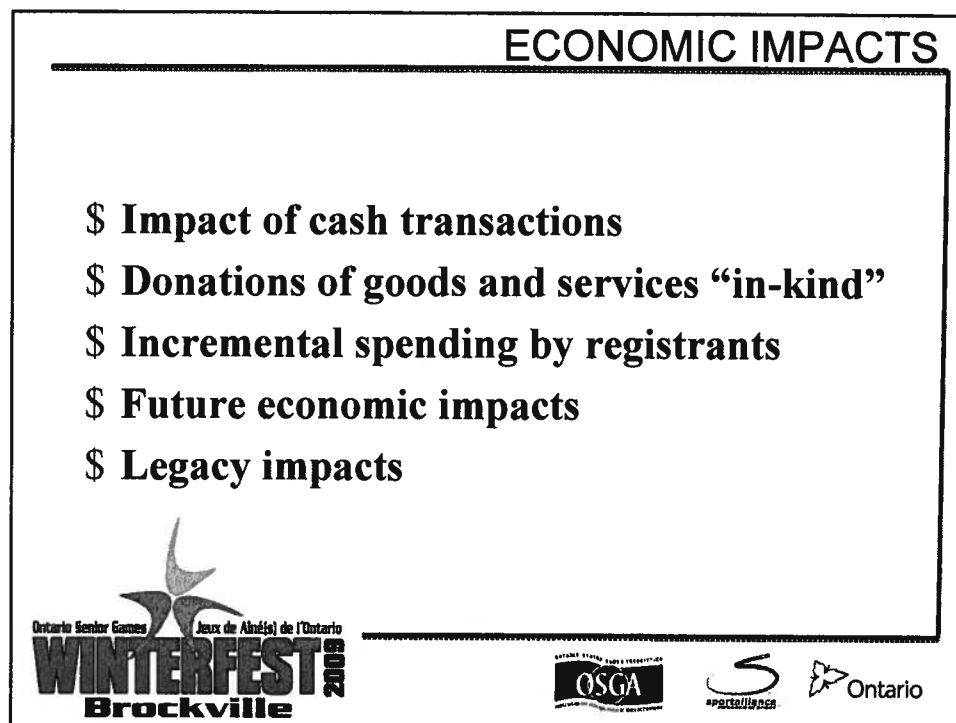 ECONOMIC IMPACTS
$ Impact of cash transactions
$ Donations of goods and services “in-kind”
$ Incremental spending by registrants
$ Future economic impacts
$ Legacy impacts
Ontario Senior Games Jeux de Aîné(s) de l'Ontario
WINTERFEST 2009
Brockville
OSGA
sportalliance
Ontario